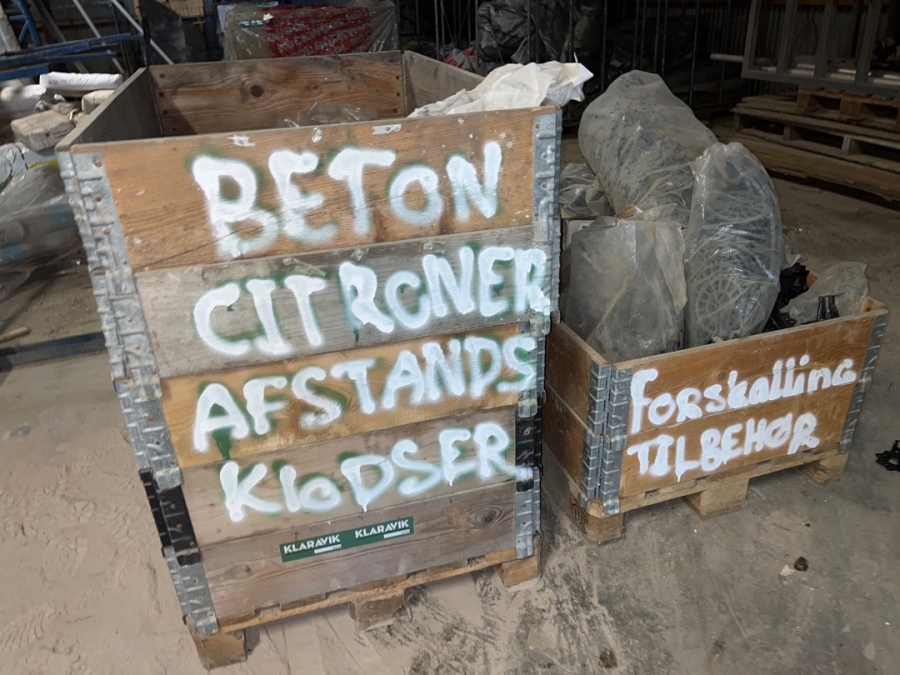 BETON
CITRONER
AFSTANDS
KlODSER
KLARAVIK KLARAVIK
Forskalling
TILBEHØR